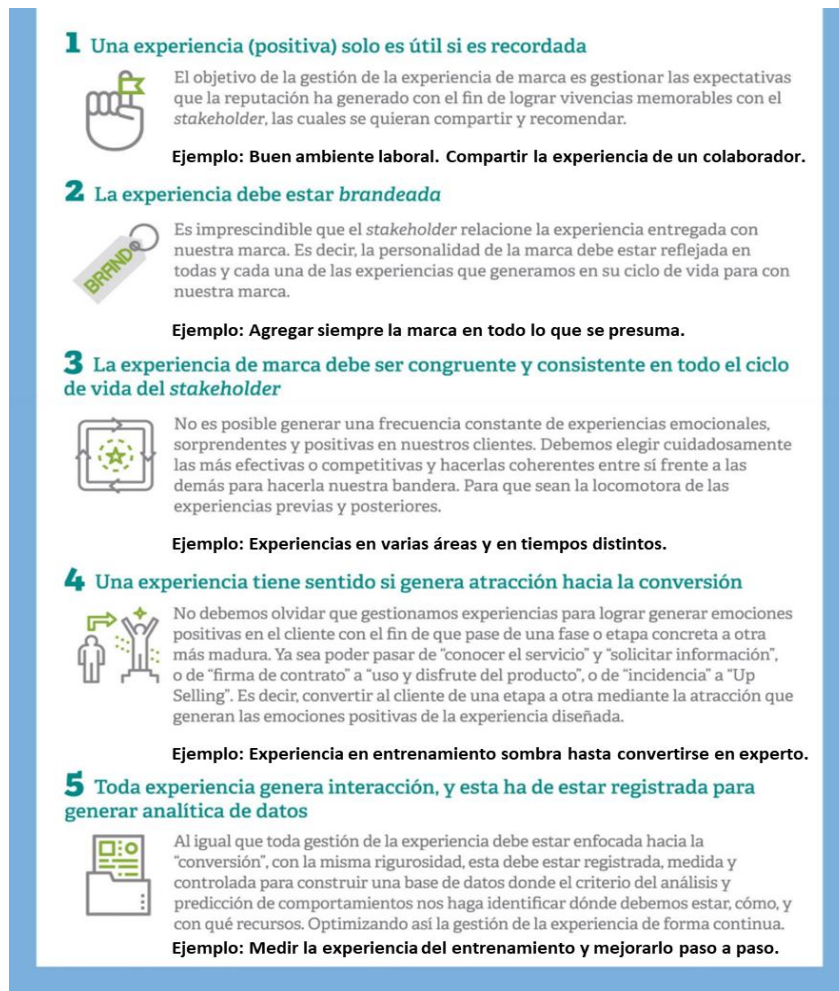 1 Una experiencia (positiva) solo es útil si es recordada
El objetivo de la gestión de la experiencia de marca es gestionar las expectativas
que la reputación ha generado con el fin de lograr vivencias memorables con el
stakeholder, las cuales se quieran compartir y recomendar.
Ejemplo: Buen ambiente laboral. Compartir la experiencia de un colaborador.
2 La experiencia debe estar brandeada
BRAND
Es imprescindible que el stakeholder relacione la experiencia entregada con
nuestra marca. Es decir, la personalidad de la marca debe estar reflejada en
todas y cada una de las experiencias que generamos en su ciclo de vida para con
nuestra marca.
Ejemplo: Agregar siempre la marca en todo lo que se presuma.
3 La experiencia de marca debe ser congruente y consistente en todo el ciclo
de vida del stakeholder
No es posible generar una frecuencia constante de experiencias emocionales,
sorprendentes y positivas en nuestros clientes. Debemos elegir cuidadosamente
las más efectivas o competitivas y hacerlas coherentes entre sí frente a las
demás para hacerla nuestra bandera. Para que sean la locomotora de las
experiencias previas y posteriores.
Ejemplo: Experiencias en varias áreas y en tiempos distintos.
4 Una experiencia tiene sentido si genera atracción hacia la conversión
No debemos olvidar que gestionamos experiencias para lograr generar emociones
positivas en el cliente con el fin de que pase de una fase o etapa concreta a otra
más madura. Ya sea poder pasar de “conocer el servicio” y “solicitar información”,
o de “firma de contrato” a “uso y disfrute del producto”, o de “incidencia” a “Up
Selling”. Es decir, convertir al cliente de una etapa a otra mediante la atracción que
generan las emociones positivas de la experiencia diseñada.
Ejemplo: Experiencia en entrenamiento sombra hasta convertirse en experto.
5 Toda experiencia genera interacción, y esta ha de estar registrada para
generar analítica de datos
Al igual que toda gestión de la experiencia debe estar enfocada hacia la
“conversión”, con la misma rigurosidad, esta debe estar registrada, medida y
controlada para construir una base de datos donde el criterio del análisis y
predicción de comportamientos nos haga identificar dónde debemos estar, cómo, y
con qué recursos. Optimizando así la gestión de la experiencia de forma continua.
Ejemplo: Medir la experiencia del entrenamiento y mejorarlo paso a paso.